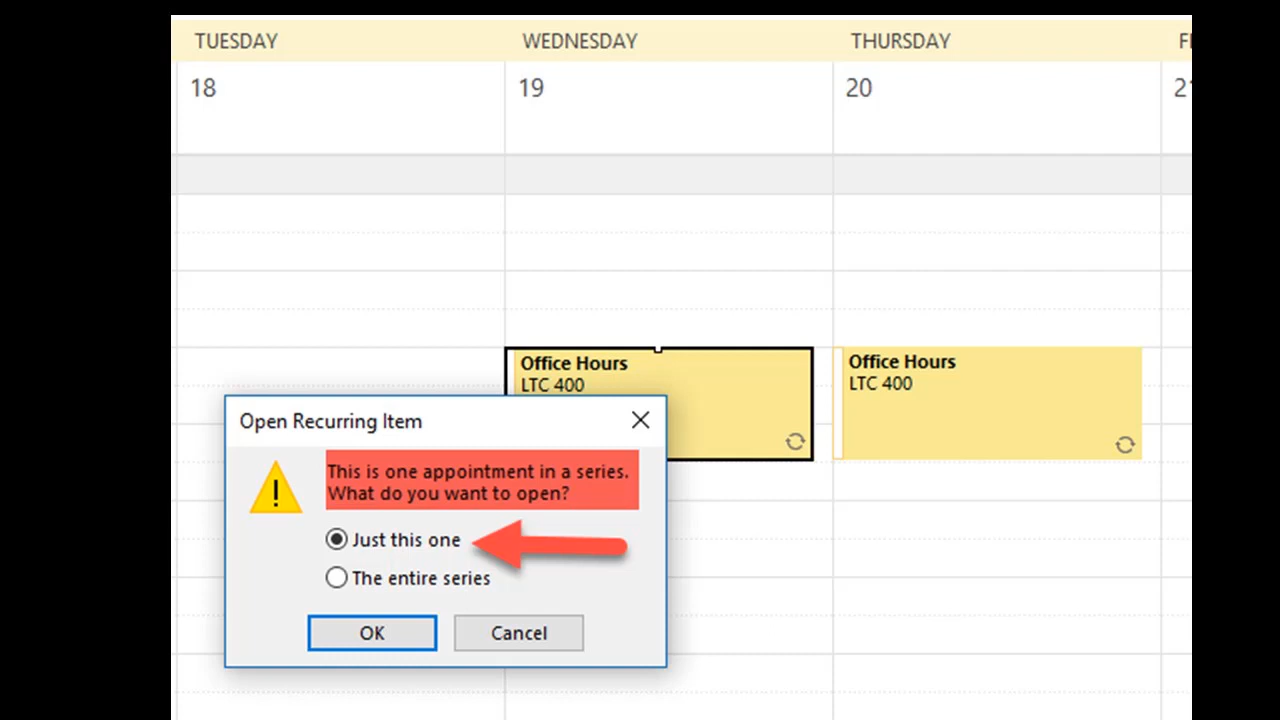 TUESDAY
WEDNESDAY
THURSDAY
18
19
20
Office Hours
LTC 400
Office Hours
LTC 400
Open Recurring Item
This is one appointment in a series.
What do you want to open?
Just this one
The entire series
OK
Cancel